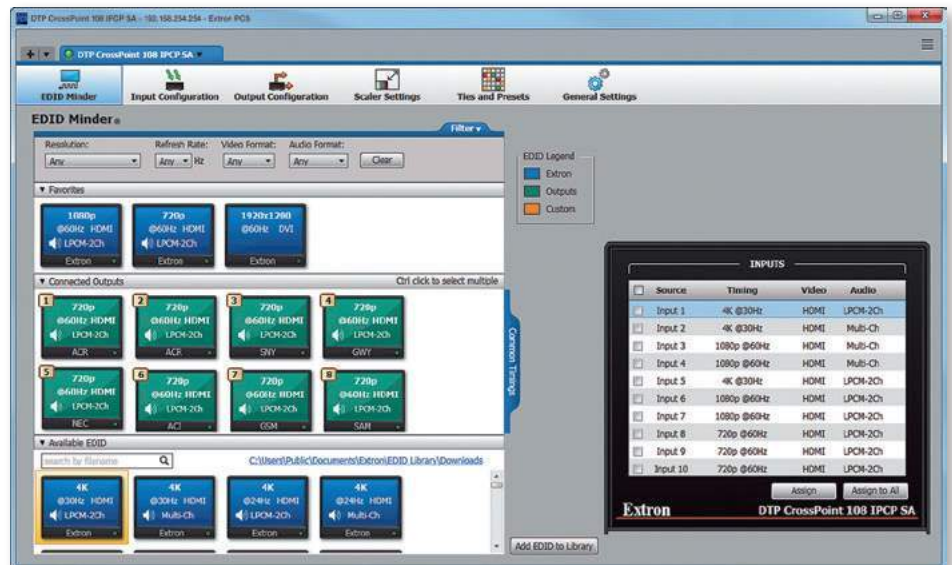 DTP CrossPoint 108 IPCP SA - 192.168.254.254 - Extron PCS
DTP CrossPoint 108 IPCP SA
EDID Minder
Input Configuration
Output Configuration
Scaler Settings
Ties and Presets
General Settings
EDID Minder®
Filter
Resolution: Refresh Rate: Video Format: Audio Format:
Any Any Hz Any Any Clear
Favorites
1080p
@60Hz HDMI
LPCM-2Ch
Extron
720p
@60Hz HDMI
LPCM-2Ch
Extron
1920x1200
@60Hz DVI
Extron
Connected Outputs Ctrl click to select multiple
1
720p
@60Hz HDMI
LPCM-2Ch
ACR
2
720p
@60Hz HDMI
LPCM-2Ch
ACR
3
720p
@60Hz HDMI
LPCM-2Ch
SNY
4
720p
@60Hz HDMI
LPCM-2Ch
GWY
5
720p
@60Hz HDMI
LPCM-2Ch
NEC
6
720p
@60Hz HDMI
LPCM-2Ch
ACI
7
720p
@60Hz HDMI
LPCM-2Ch
GSM
8
720p
@60Hz HDMI
LPCM-2Ch
SAM
Common Timings
Available EDID
search by filename
C:\Users\Public\Documents\Extron\EDID Library\Downloads
4K
@30Hz HDMI
LPCM-2Ch
Extron
4K
@30Hz HDMI
Multi-Ch
Extron
4K
@24Hz HDMI
LPCM-2Ch
Extron
4K
@24Hz HDMI
Multi-Ch
Extron
Add EDID to Library
EDID Legend
Extron
Outputs
Custom
INPUTS
Source Timing Video Audio
Input 1 4K @30Hz HDMI LPCM-2Ch
Input 2 4K @30Hz HDMI Multi-Ch
Input 3 1080p @60Hz HDMI Multi-Ch
Input 4 1080p @60Hz HDMI Multi-Ch
Input 5 4K @30Hz HDMI LPCM-2Ch
Input 6 1080p @60Hz HDMI LPCM-2Ch
Input 7 1080p @60Hz HDMI LPCM-2Ch
Input 8 720p @60Hz HDMI LPCM-2Ch
Input 9 720p @60Hz HDMI LPCM-2Ch
Input 10 720p @60Hz HDMI LPCM-2Ch
Assign Assign to All
Extron DTP CrossPoint 108 IPCP SA